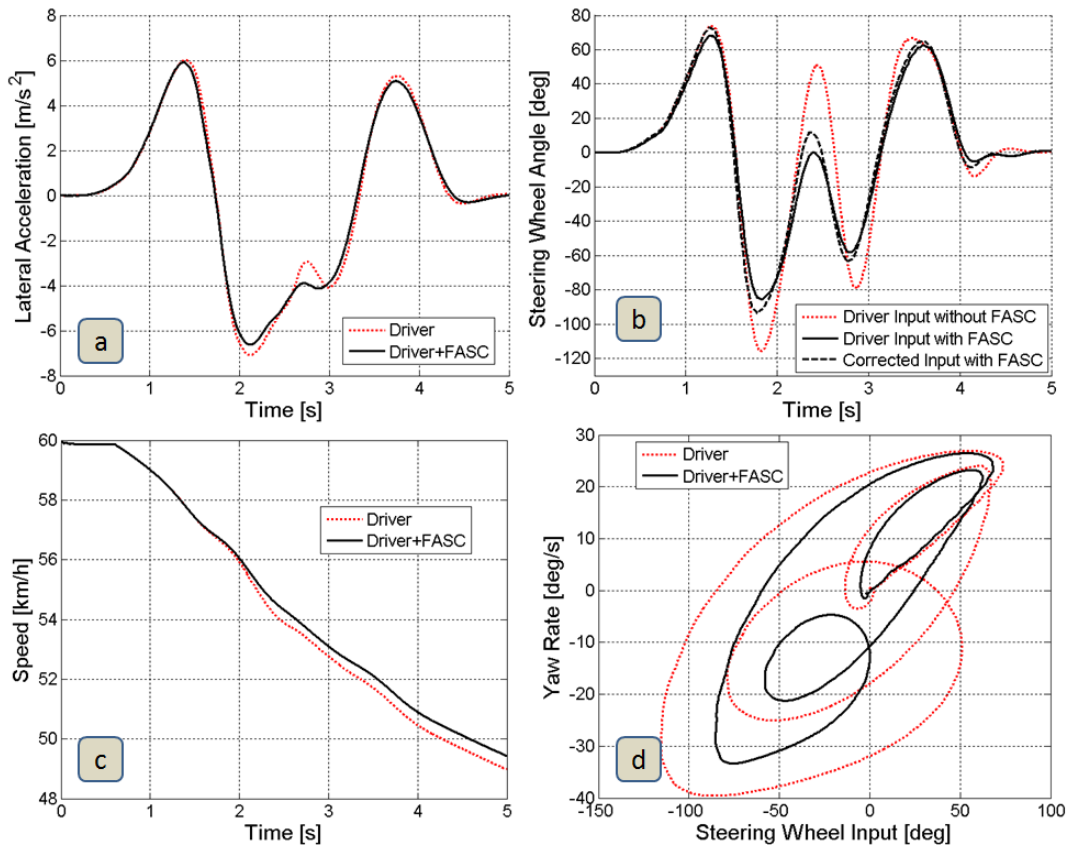 8
6
4
2
0
-2
-4
-6
-8
Lateral Acceleration [m/s²]
Driver
Driver+FASC
a
0 1 2 3 4 5
Time [s]
80
60
40
20
0
-20
-40
-60
-80
-100
-120
Steering Wheel Angle [deg]
Driver Input without FASC
Driver Input with FASC
Corrected Input with FASC
b
0 1 2 3 4 5
Time [s]
60
58
56
54
52
50
48
Speed [km/h]
Driver
Driver+FASC
c
0 1 2 3 4 5
Time [s]
30
20
10
0
-10
-20
-30
-40
Yaw Rate [deg/s]
Driver
Driver+FASC
d
-150 -100 -50 0 50 100
Steering Wheel Input [deg]